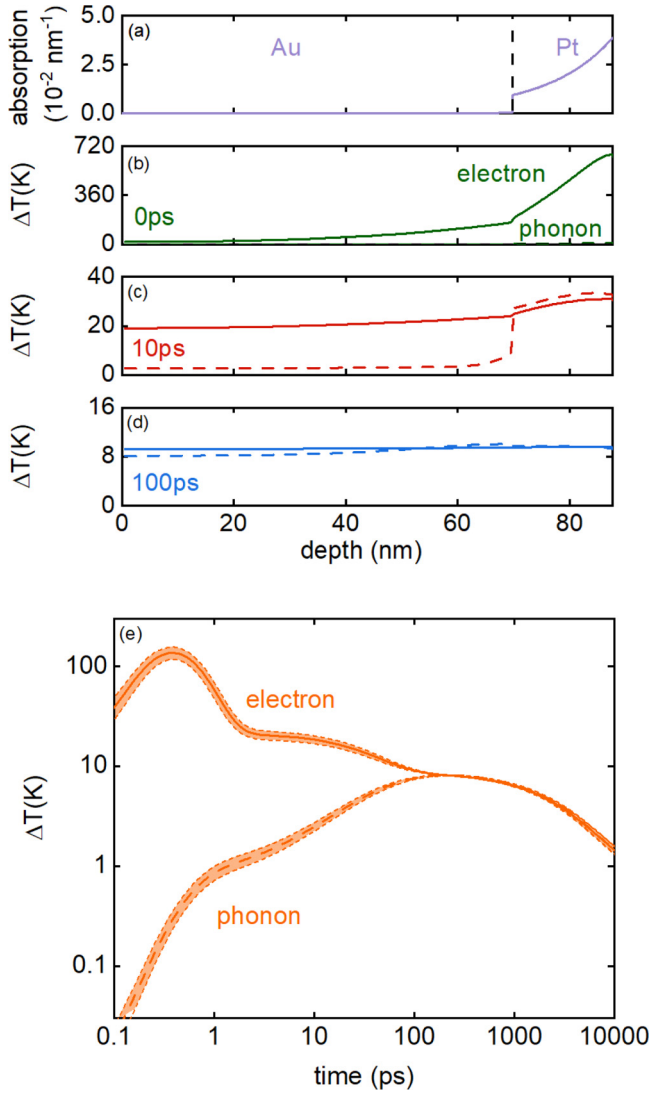 absorption
(10⁻² nm⁻¹)
5.0
2.5
0.0
(a)
Au
Pt
ΔT(K)
720
360
0
(b)
electron
0ps
phonon
ΔT(K)
40
20
0
(c)
10ps
ΔT(K)
16
8
0
(d)
100ps
0 20 40 60 80
depth (nm)
(e)
ΔT(K)
100
10
1
0.1
electron
phonon
0.1 1 10 100 1000 10000
time (ps)